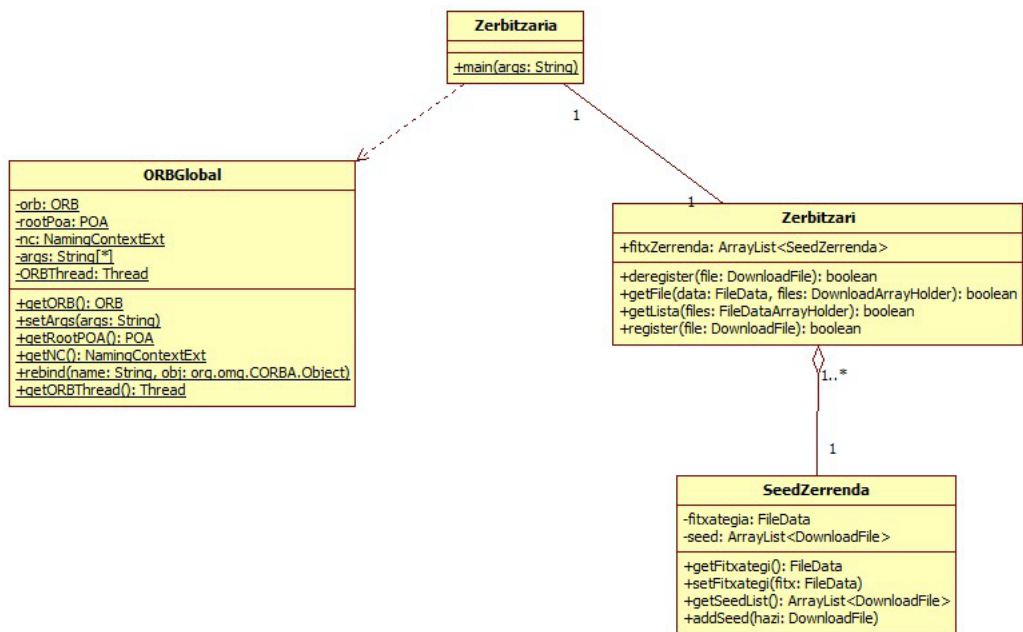 Zerbitzaria
+main(args: String)
1
ORBGlobal
-orb: ORB
-rootPoa: POA
-nc: NamingContextExt
-args: String[*]
-ORBThread: Thread
+getORB(): ORB
+setArgs(args: String)
+getRootPOA(): POA
+getNC(): NamingContextExt
+rebind(name: String, obj: org.omg.CORBA.Object)
+getORBThread(): Thread
1
Zerbitzari
+fitxZerrenda: ArrayList<SeedZerrenda>
+deregister(file: DownloadFile): boolean
+getFile(data: FileData, files: DownloadArrayHolder): boolean
+getLista(files: FileDataArrayHolder): boolean
+register(file: DownloadFile): boolean
1..*
1
SeedZerrenda
-fitxategia: FileData
-seed: ArrayList<DownloadFile>
+getFitxategi(): FileData
+setFitxategi(fitx: FileData)
+getSeedList(): ArrayList<DownloadFile>
+addSeed(hazi: DownloadFile)